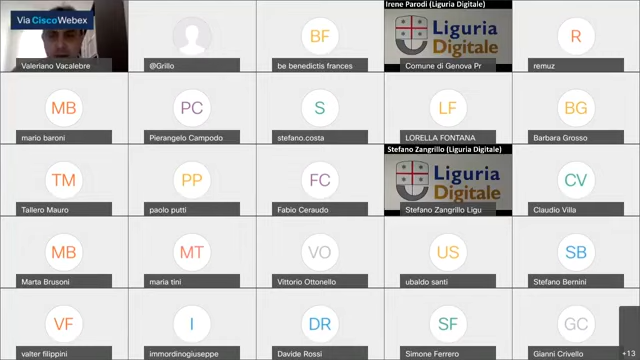 Via CiscoWebex
Valeriano Vacalebre
@Grillo
BF
be benedictis frances
Irene Parodi (Liguria Digitale)
Liguria
Digitale
Comune di Genova Pr
R
remuz
MB
mario baroni
PC
Pierangelo Campodo
S
stefano.costa
LF
LORELLA FONTANA
BG
Barbara Grosso
TM
Tallero Mauro
PP
paolo putti
FC
Fabio Ceraudo
Stefano Zangrillo (Liguria Digitale)
Liguria
Digitale
Stefano Zangrillo Ligu
CV
Claudio Villa
MB
Marta Brusoni
MT
maria tini
VO
Vittorio Ottonello
US
ubaldo santi
SB
Stefano Bernini
VF
valter filippini
I
immordinogiuseppe
DR
Davide Rossi
SF
Simone Ferrero
GC
Gianni Crivello
+13